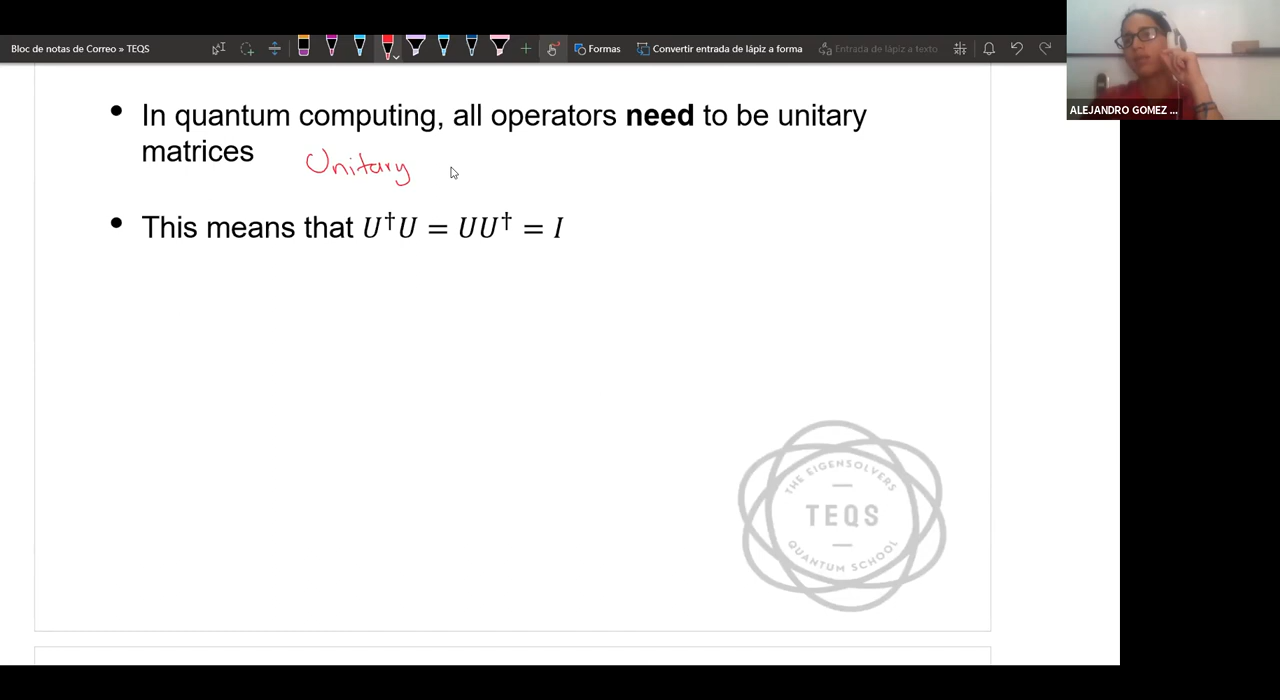 Bloc de notas de Correo » TEQS
Formas
Convertir entrada de lápiz a forma
Entrada de lápiz a texto
ALEJANDRO GOMEZ ...
• In quantum computing, all operators need to be unitary
matrices
Unitary
• This means that U†U = UU† = I
THE EIGENSOLVERS
TEQS
QUANTUM SCHOOL